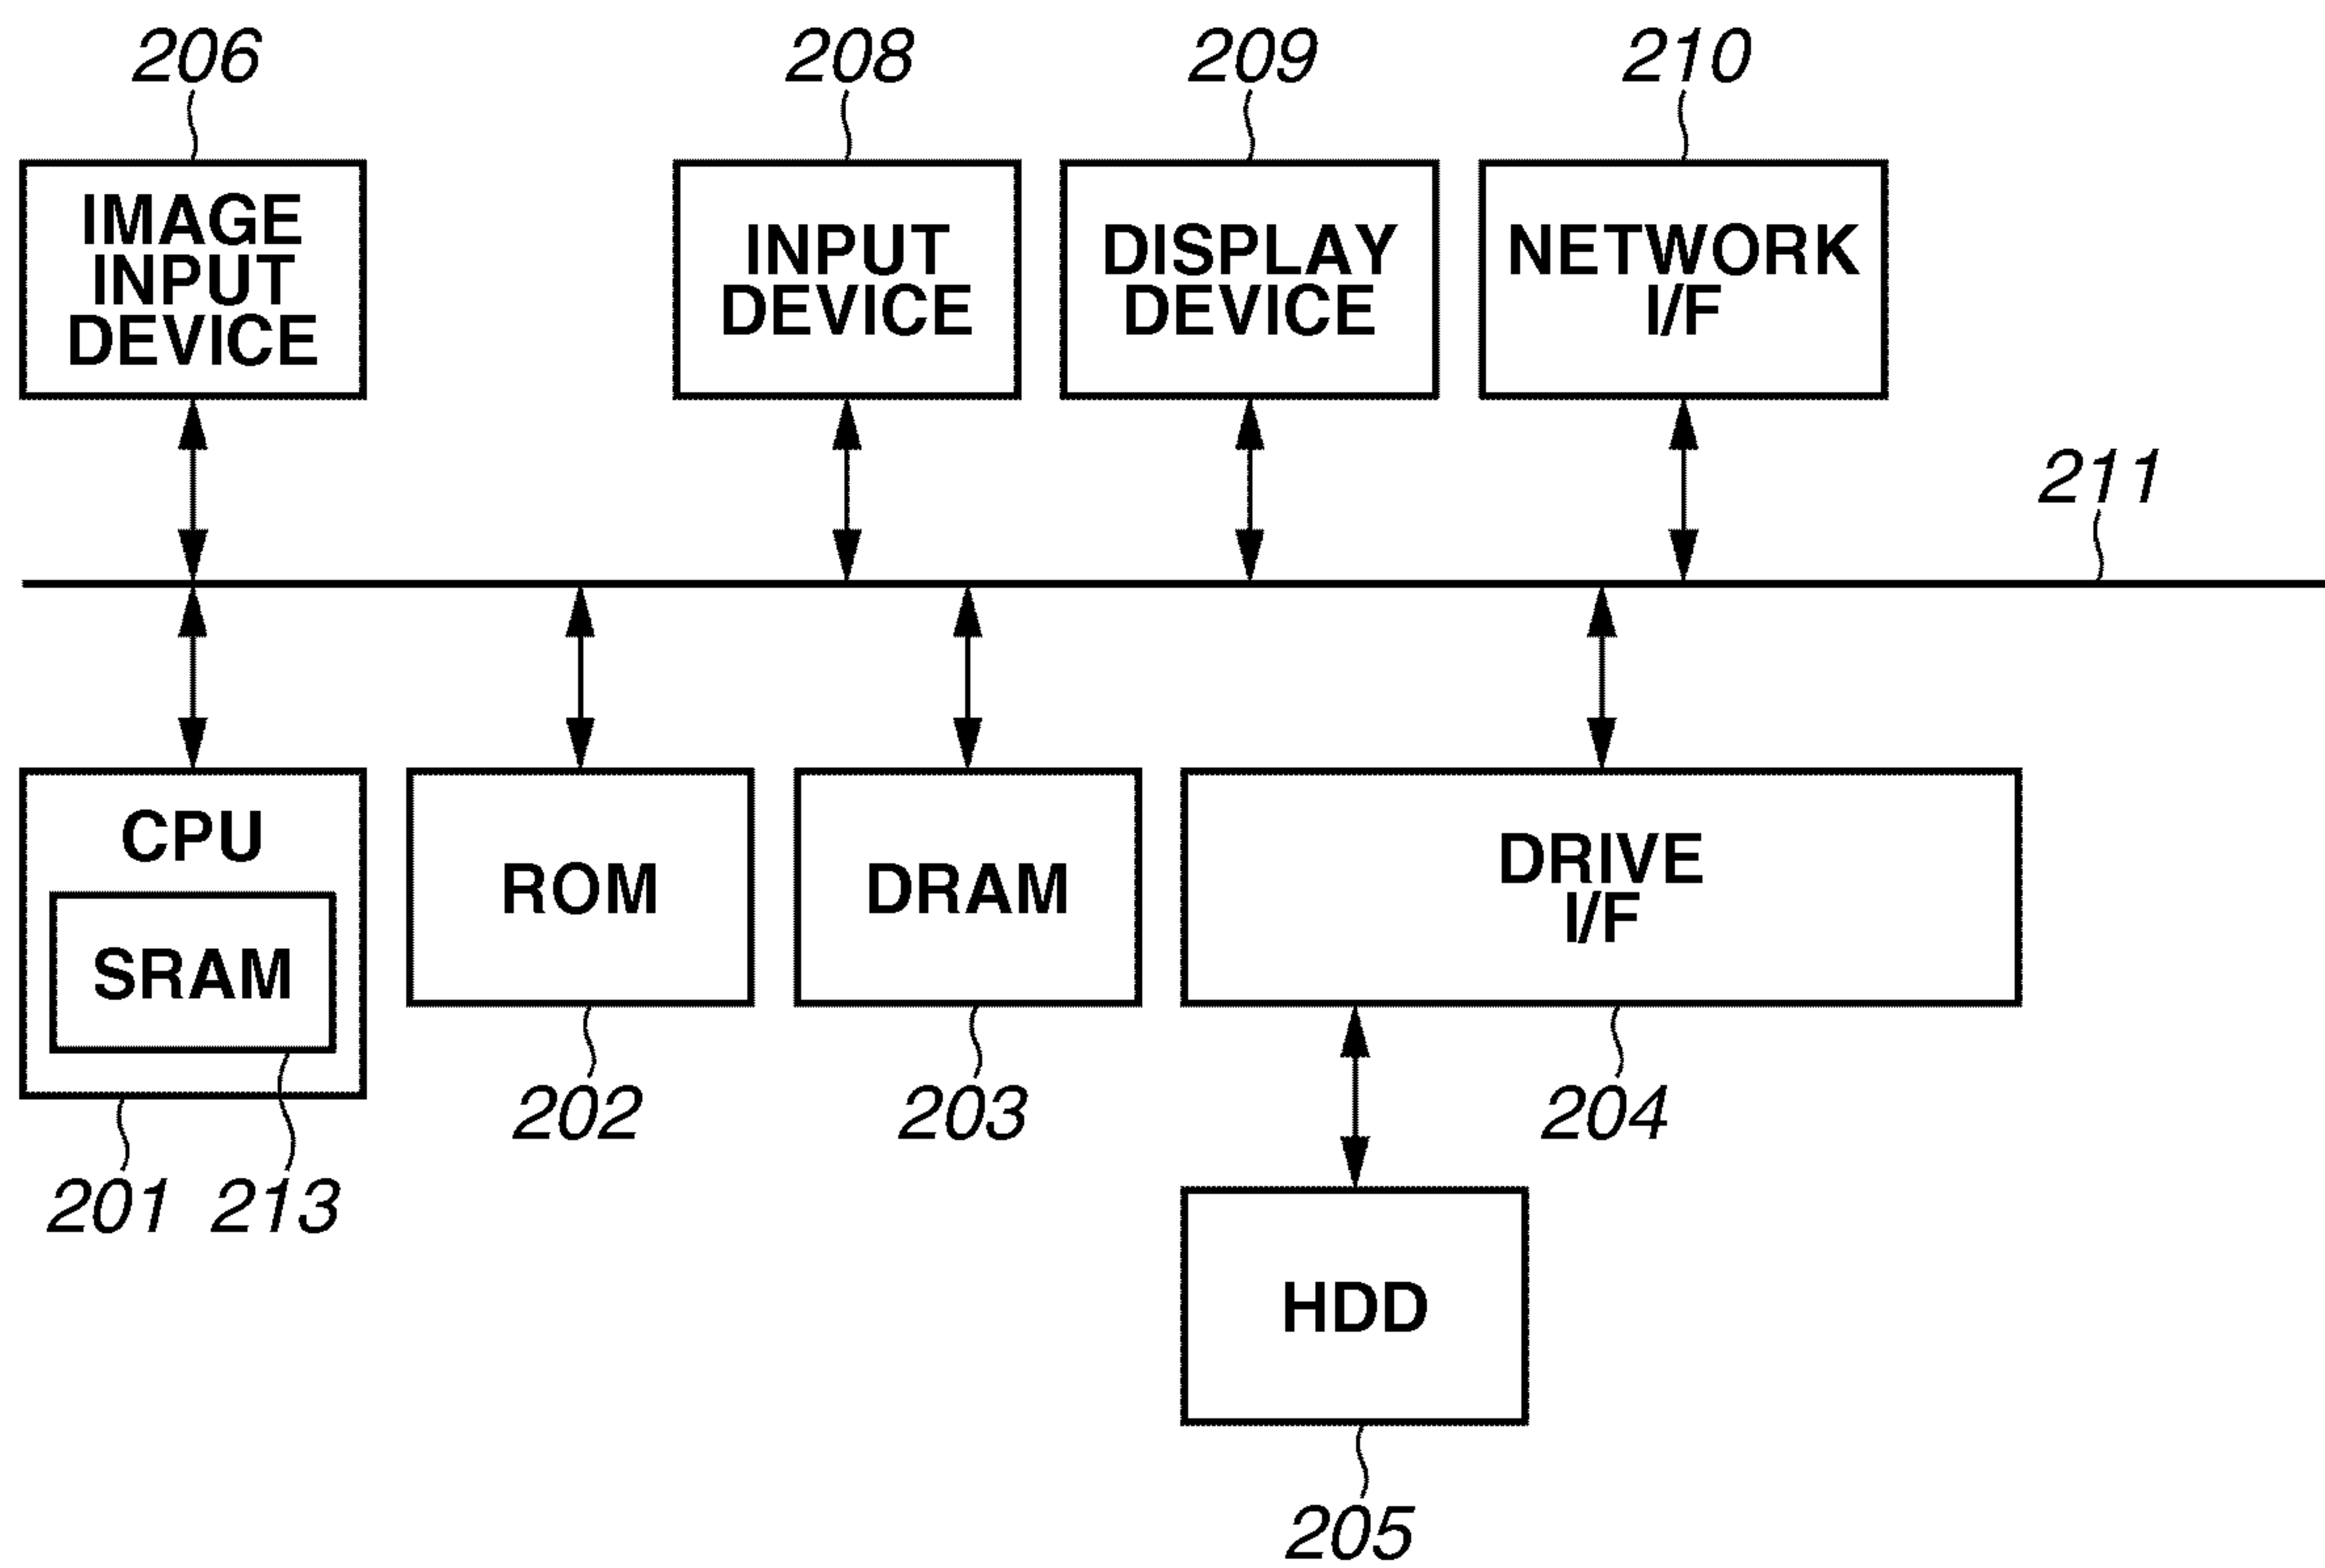 206
208
209
210
IMAGE
INPUT
DEVICE
INPUT
DEVICE
DISPLAY
DEVICE
NETWORK
I/F
211
CPU
SRAM
ROM
DRAM
DRIVE
I/F
201
213
202
203
204
HDD
205